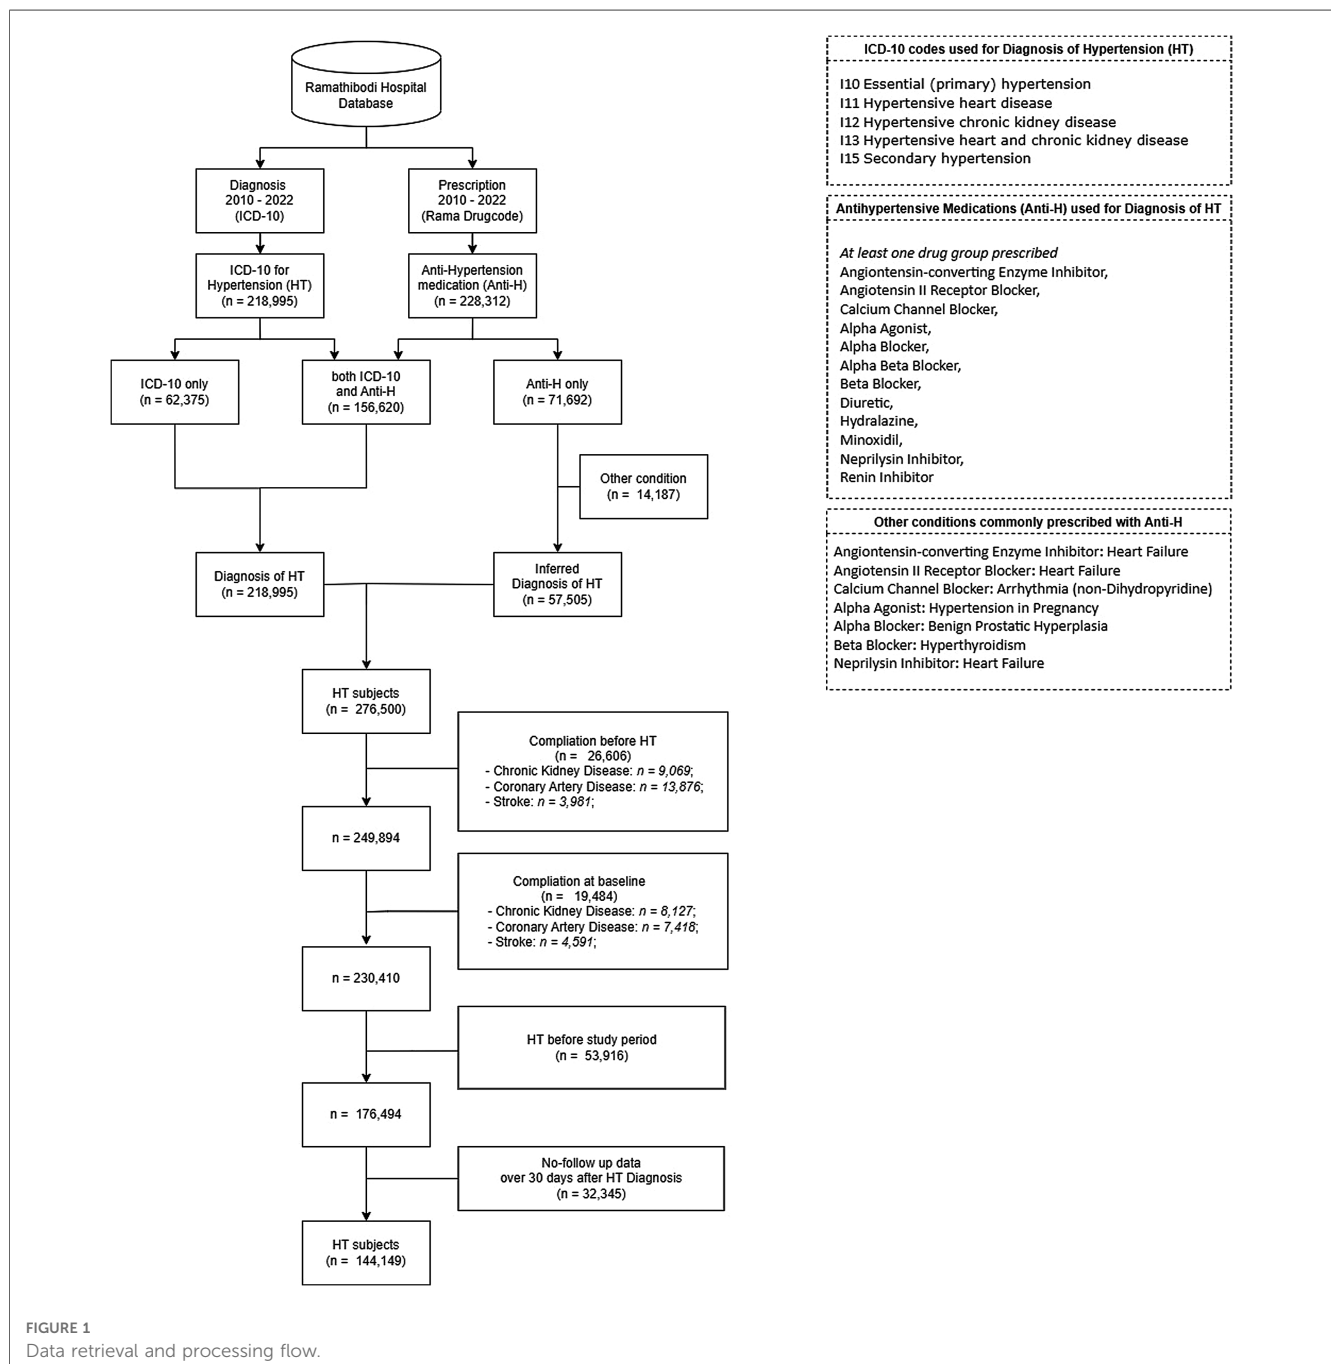 Ramathibodi Hospital
Database
Diagnosis
2010 - 2022
(ICD-10)
Prescription
2010 - 2022
(Rama Drugcode)
ICD-10 for
Hypertension (HT)
(n = 218,995)
Anti-Hypertension
medication (Anti-H)
(n = 228,312)
ICD-10 only
(n = 62,375)
both ICD-10
and Anti-H
(n = 156,620)
Anti-H only
(n = 71,692)
Other condition
(n = 14,187)
Diagnosis of HT
(n = 218,995)
Inferred
Diagnosis of HT
(n = 57,505)
HT subjects
(n = 276,500)
Compliation before HT
(n = 26,606)
- Chronic Kidney Disease: n = 9,069;
- Coronary Artery Disease: n = 13,876;
- Stroke: n = 3,981;
n = 249,894
Compliation at baseline
(n = 19,484)
- Chronic Kidney Disease: n = 8,127;
- Coronary Artery Disease: n = 7,418;
- Stroke: n = 4,591;
n = 230,410
HT before study period
(n = 53,916)
n = 176,494
No-follow up data
over 30 days after HT Diagnosis
(n = 32,345)
HT subjects
(n = 144,149)
ICD-10 codes used for Diagnosis of Hypertension (HT)
I10 Essential (primary) hypertension
I11 Hypertensive heart disease
I12 Hypertensive chronic kidney disease
I13 Hypertensive heart and chronic kidney disease
I15 Secondary hypertension
Antihypertensive Medications (Anti-H) used for Diagnosis of HT
At least one drug group prescribed
Angiontensin-converting Enzyme Inhibitor,
Angiotensin II Receptor Blocker,
Calcium Channel Blocker,
Alpha Agonist,
Alpha Blocker,
Alpha Beta Blocker,
Beta Blocker,
Diuretic,
Hydralazine,
Minoxidil,
Neprilysin Inhibitor,
Renin Inhibitor
Other conditions commonly prescribed with Anti-H
Angiontensin-converting Enzyme Inhibitor: Heart Failure
Angiotensin II Receptor Blocker: Heart Failure
Calcium Channel Blocker: Arrhythmia (non-Dihydropyridine)
Alpha Agonist: Hypertension in Pregnancy
Alpha Blocker: Benign Prostatic Hyperplasia
Beta Blocker: Hyperthyroidism
Neprilysin Inhibitor: Heart Failure
FIGURE 1
Data retrieval and processing flow.